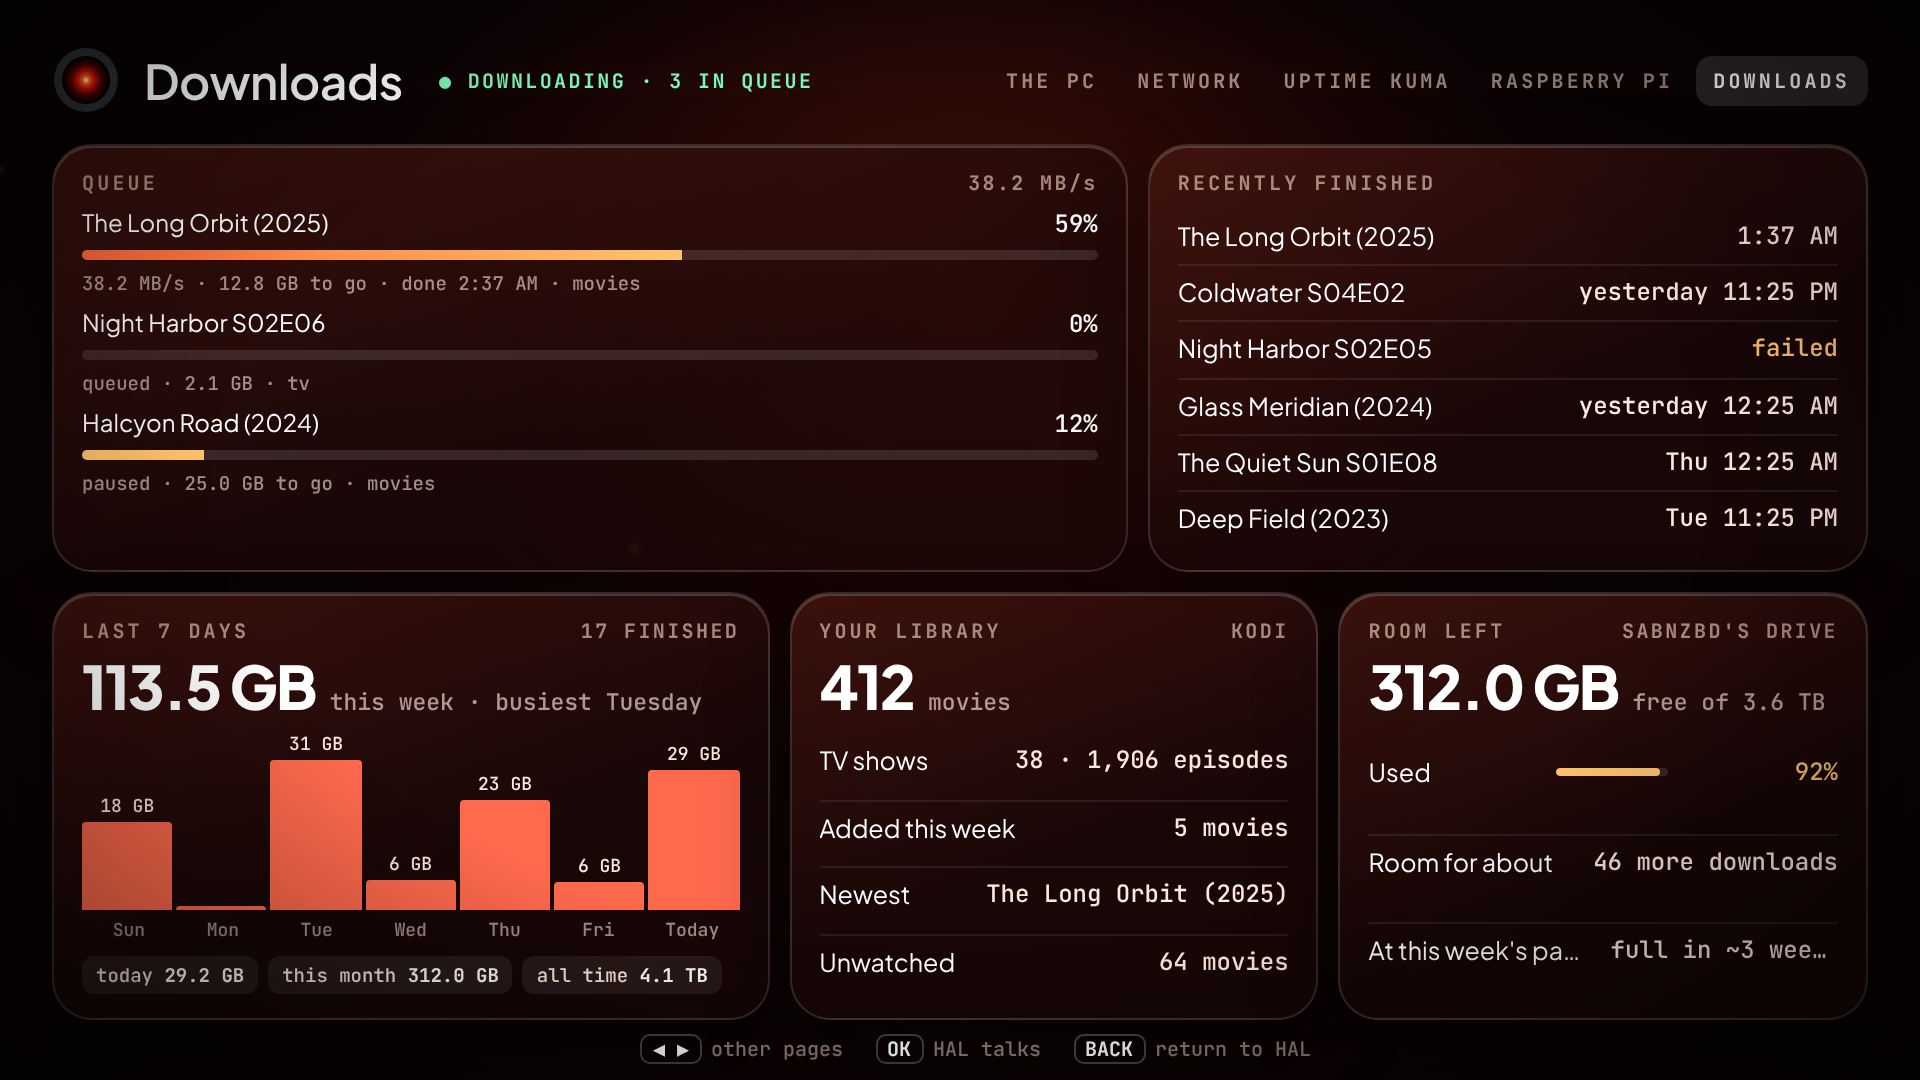 Downloads
● DOWNLOADING · 3 IN QUEUE
THE PC
NETWORK
UPTIME KUMA
RASPBERRY PI
DOWNLOADS
QUEUE
38.2 MB/s
The Long Orbit (2025)
59%
38.2 MB/s · 12.8 GB to go · done 2:37 AM · movies
Night Harbor S02E06
0%
queued · 2.1 GB · tv
Halcyon Road (2024)
12%
paused · 25.0 GB to go · movies
RECENTLY FINISHED
The Long Orbit (2025)
1:37 AM
Coldwater S04E02
yesterday 11:25 PM
Night Harbor S02E05
failed
Glass Meridian (2024)
yesterday 12:25 AM
The Quiet Sun S01E08
Thu 12:25 AM
Deep Field (2023)
Tue 11:25 PM
LAST 7 DAYS
17 FINISHED
113.5 GB this week · busiest Tuesday
18 GB
31 GB
6 GB
23 GB
6 GB
29 GB
Sun
Mon
Tue
Wed
Thu
Fri
Today
today 29.2 GB
this month 312.0 GB
all time 4.1 TB
YOUR LIBRARY
KODI
412 movies
TV shows
38 · 1,906 episodes
Added this week
5 movies
Newest
The Long Orbit (2025)
Unwatched
64 movies
ROOM LEFT
SABNZBD'S DRIVE
312.0 GB free of 3.6 TB
Used
92%
Room for about
46 more downloads
At this week's pa…
full in ~3 wee…
◀ ▶ other pages
OK HAL talks
BACK return to HAL